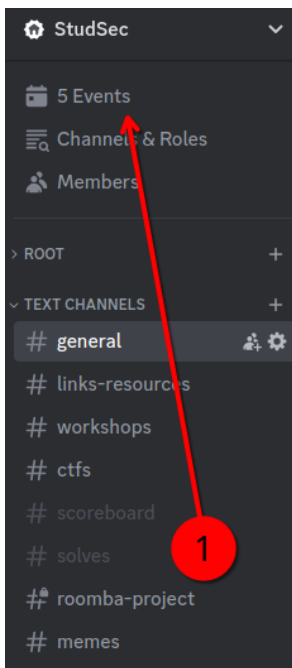 StudSec
5 Events
Channels & Roles
Members
ROOT
TEXT CHANNELS
general
links-resources
workshops
ctfs
scoreboard
solves
1
roomba-project
memes